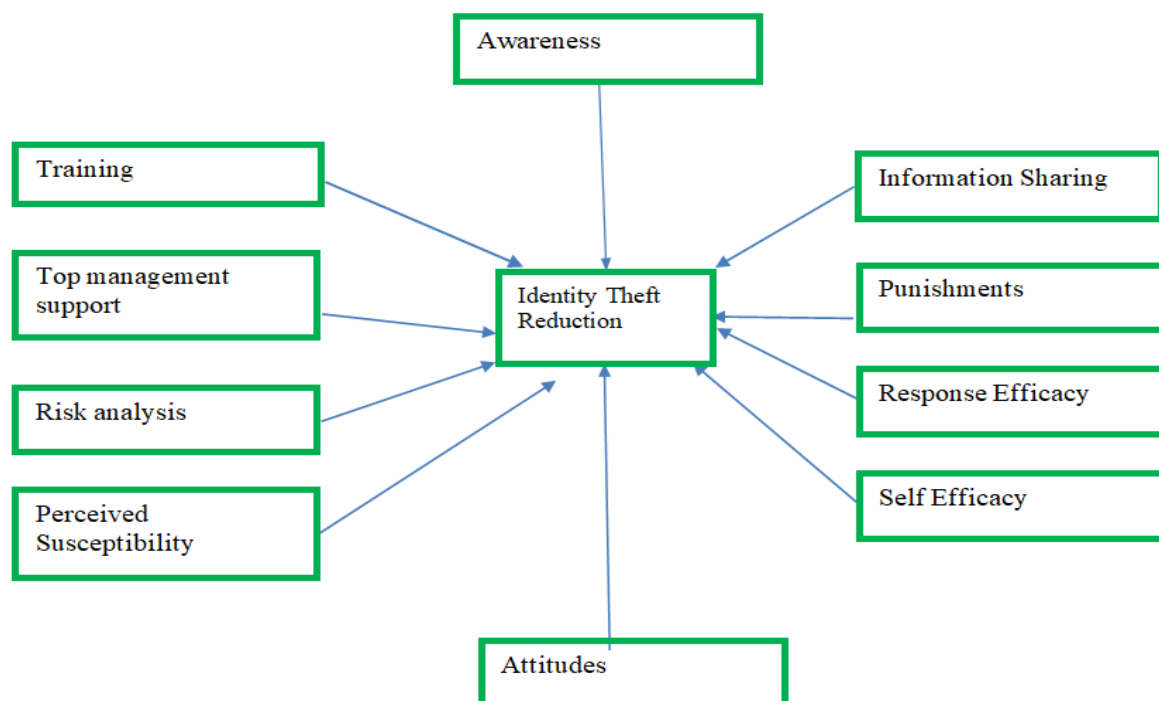 Awareness
Training
Information Sharing
Top management
support
Identity Theft
Reduction
Punishments
Risk analysis
Response Efficacy
Perceived
Susceptibility
Self Efficacy
Attitudes